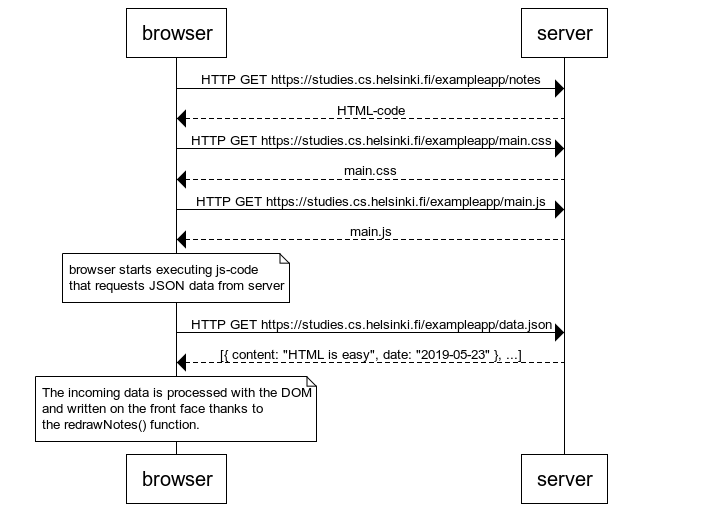 browser
server
HTTP GET https://studies.cs.helsinki.fi/exampleapp/notes
HTML-code
HTTP GET https://studies.cs.helsinki.fi/exampleapp/main.css
main.css
HTTP GET https://studies.cs.helsinki.fi/exampleapp/main.js
main.js
browser starts executing js-code
that requests JSON data from server
HTTP GET https://studies.cs.helsinki.fi/exampleapp/data.json
[{ content: "HTML is easy", date: "2019-05-23" }, ...]
The incoming data is processed with the DOM
and written on the front face thanks to
the redrawNotes() function.
browser
server